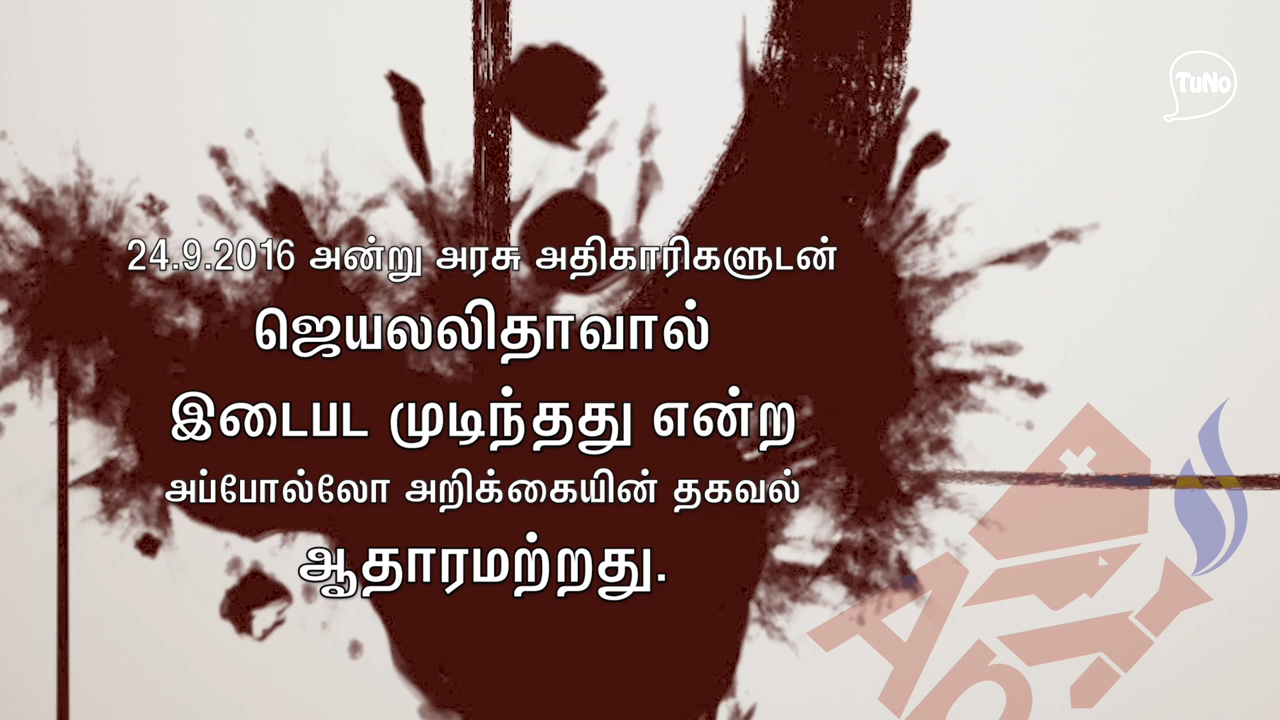 TuNo
24.9.2016 அன்று அரசு அதிகாரிகளுடன்
ஜெயலலிதாவால்
இடைபட முடிந்தது என்ற
அப்போல்லோ அறிக்கையின் தகவல்
ஆதாரமற்றது.